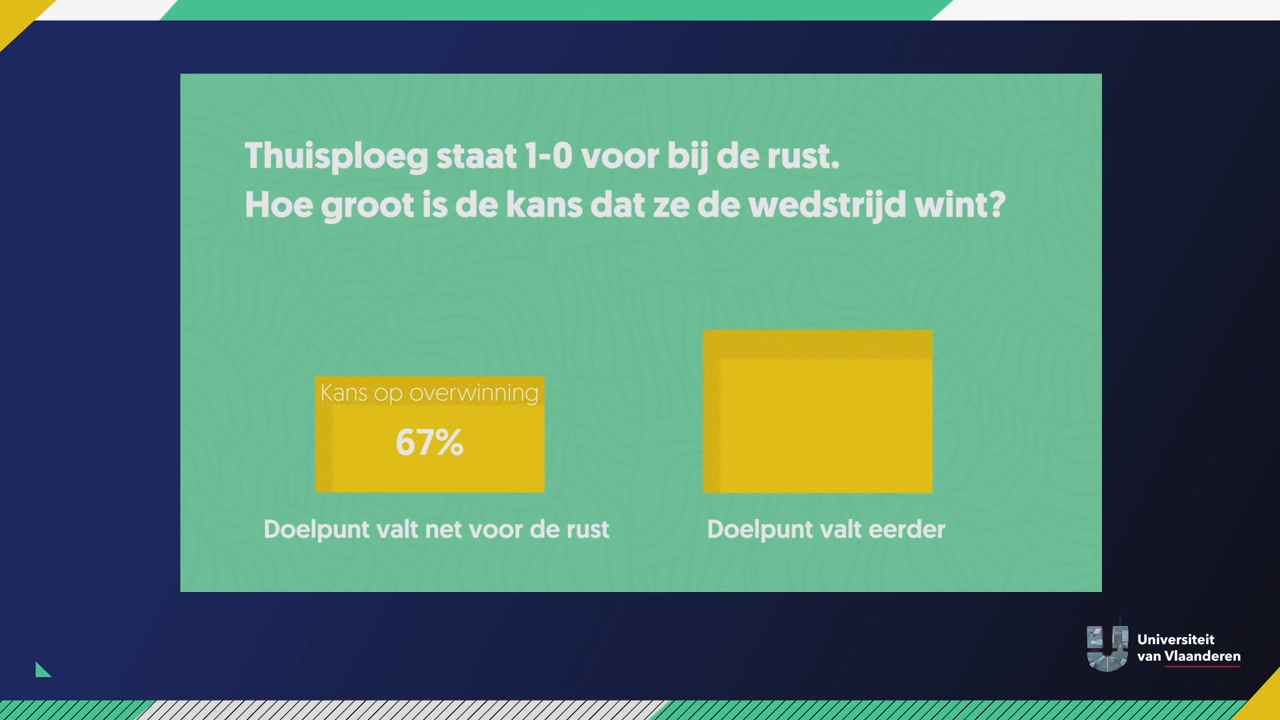 Thuisploeg staat 1-0 voor bij de rust.
Hoe groot is de kans dat ze de wedstrijd wint?
Kans op overwinning
67%
Doelpunt valt net voor de rust
Doelpunt valt eerder
Universiteit
van Vlaanderen